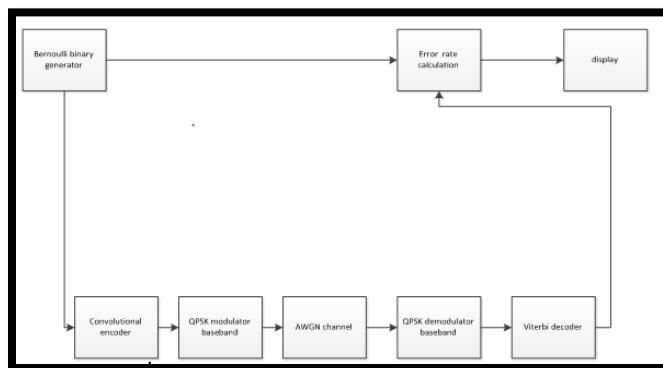 Bernoulli binary
generator
Error rate
calculation
display
Convolutional
encoder
QPSK modulator
baseband
AWGN channel
QPSK demodulator
baseband
Viterbi decoder